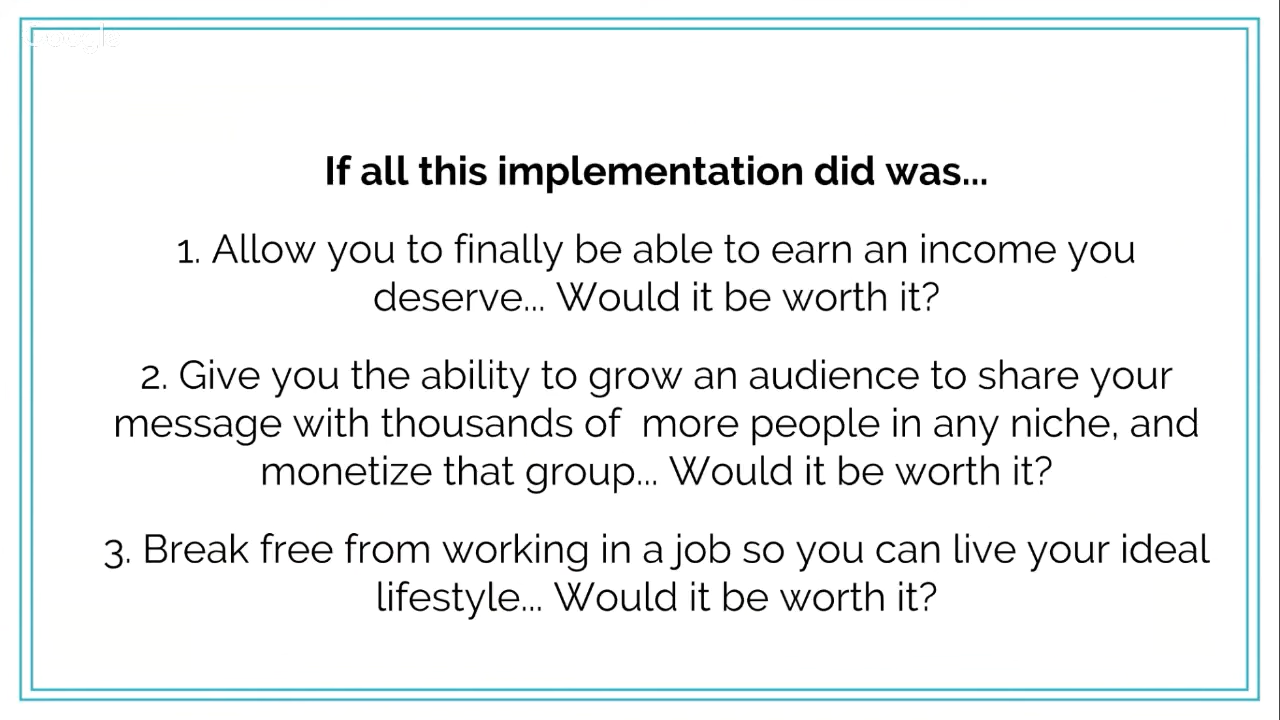 Google
If all this implementation did was...
1. Allow you to finally be able to earn an income you
deserve... Would it be worth it?
2. Give you the ability to grow an audience to share your
message with thousands of  more people in any niche, and
monetize that group... Would it be worth it?
3. Break free from working in a job so you can live your ideal
lifestyle... Would it be worth it?